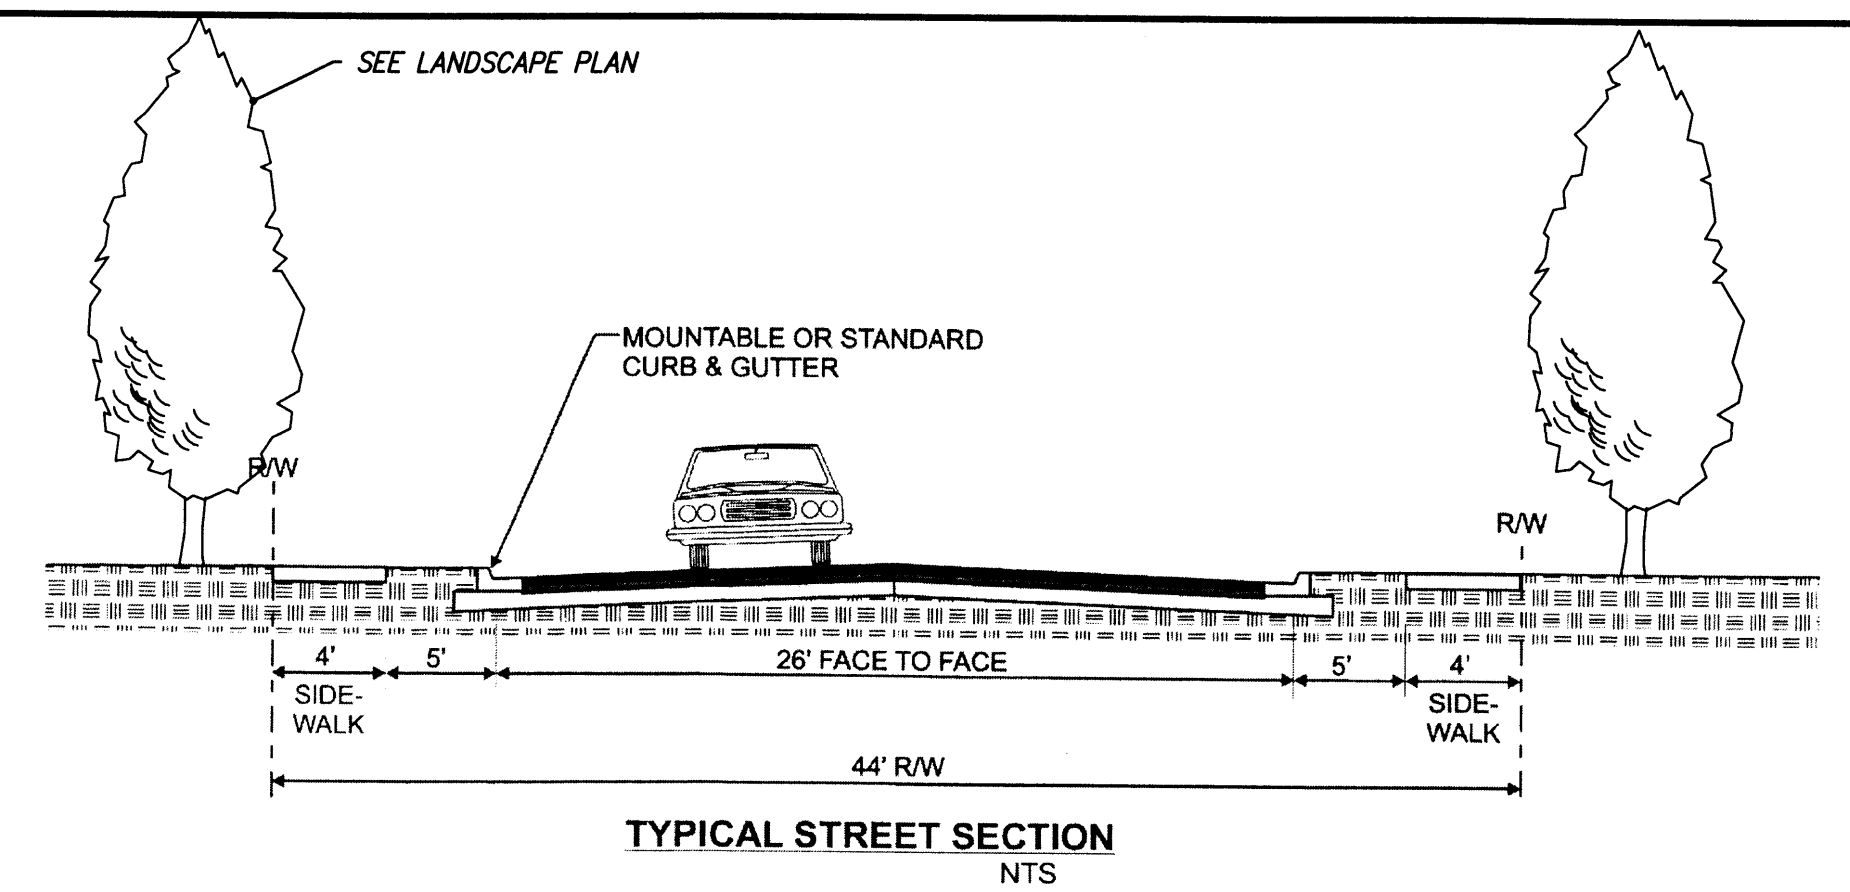 SEE LANDSCAPE PLAN
MOUNTABLE OR STANDARD
CURB & GUTTER
R/W
R/W
4'
5'
26' FACE TO FACE
5'
4'
SIDE-
WALK
SIDE-
WALK
44' R/W
TYPICAL STREET SECTION
NTS